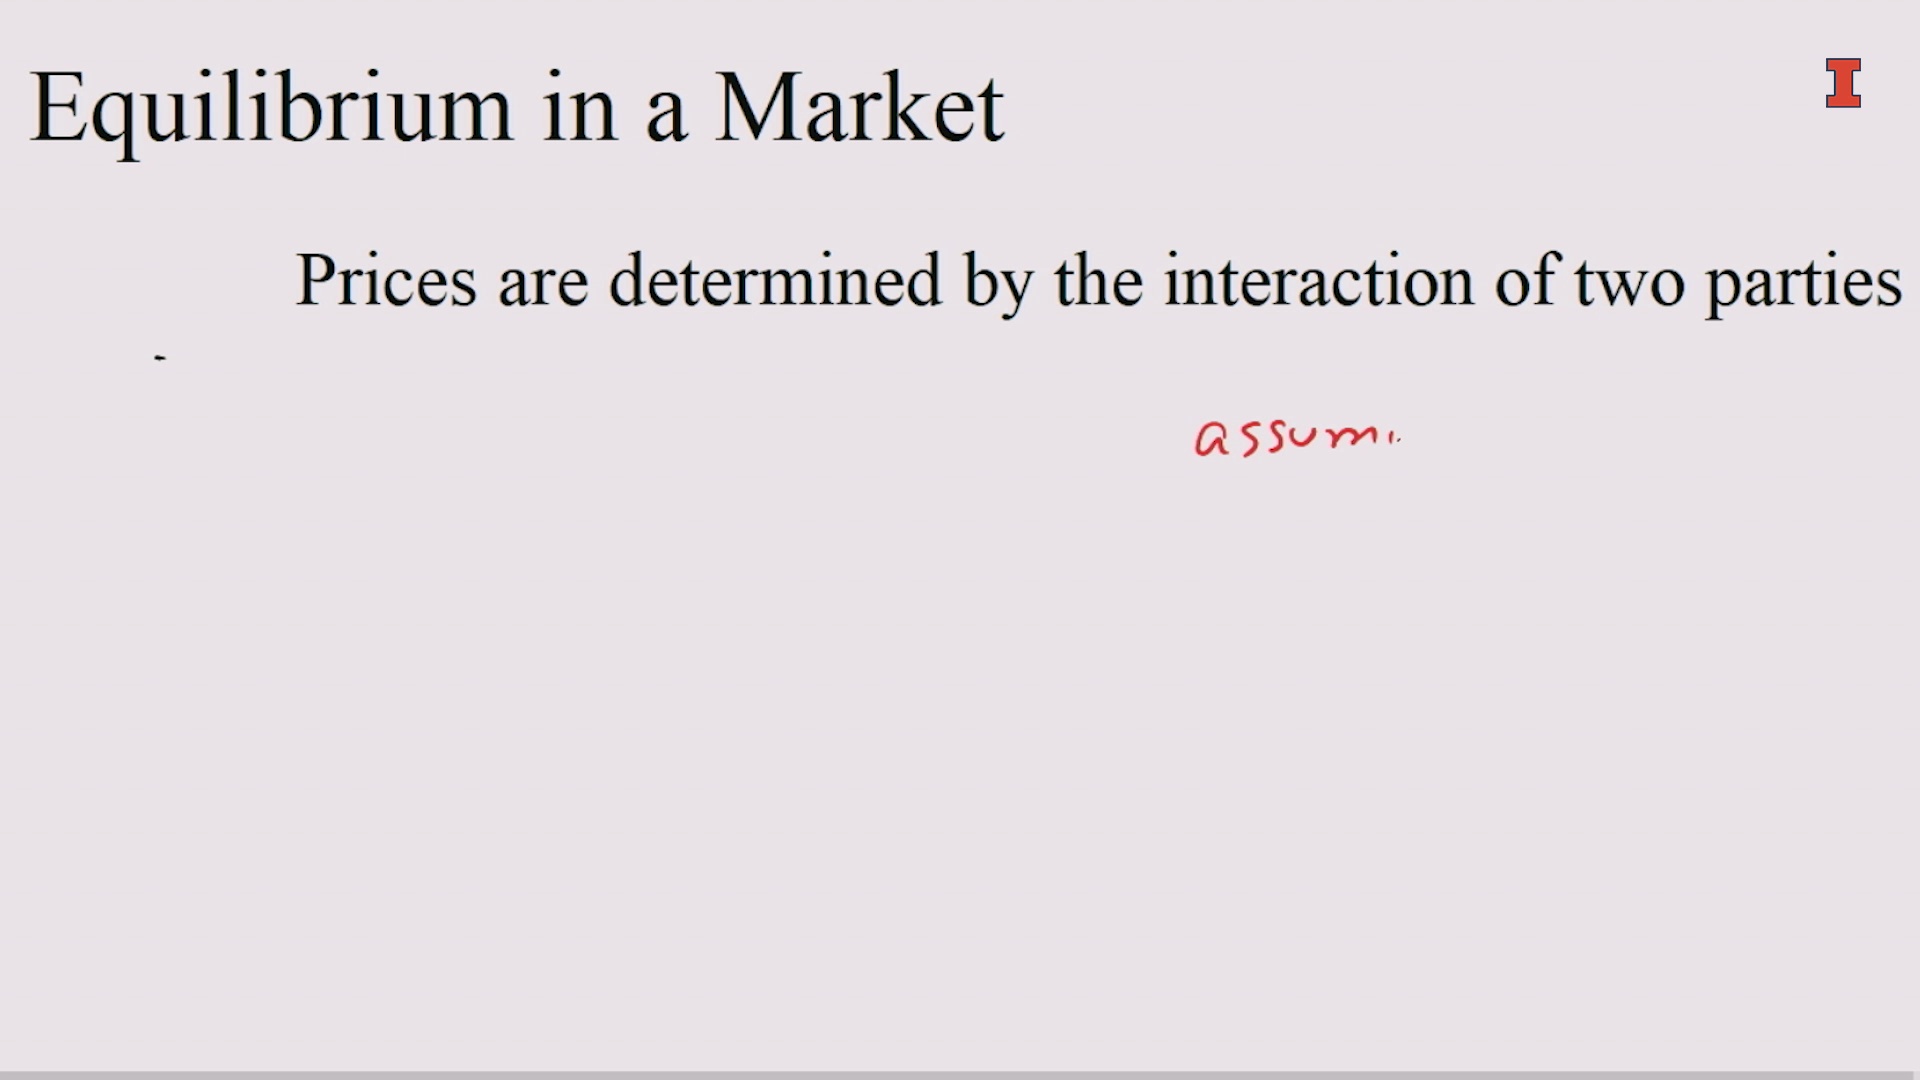 Equilibrium in a Market
I
Prices are determined by the interaction of two parties
assum